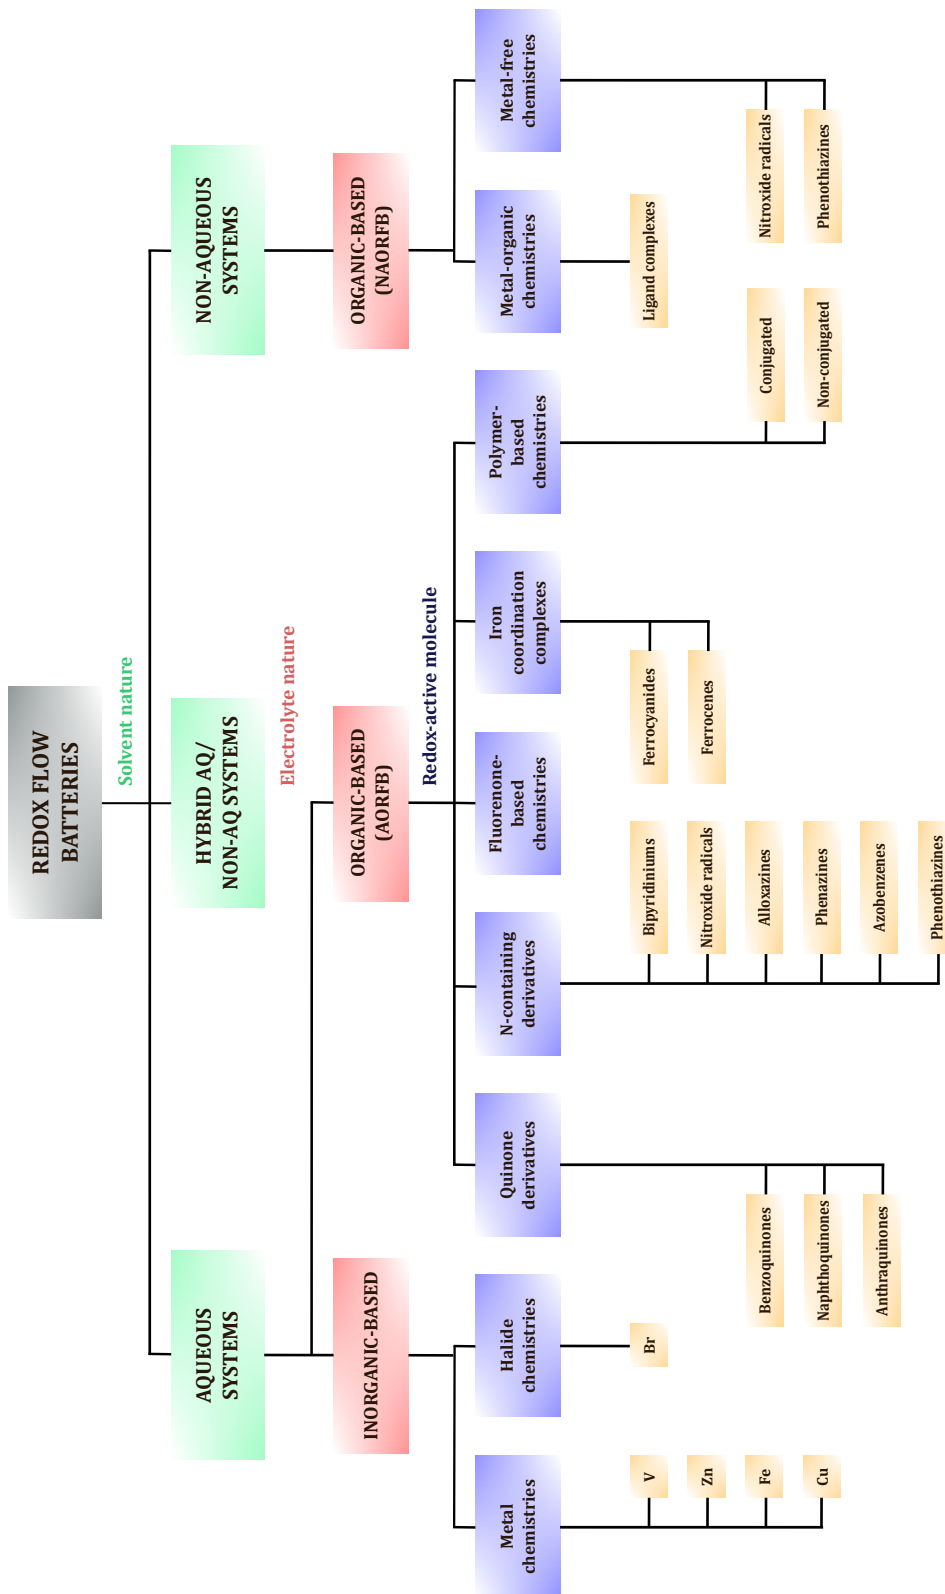 REDOX FLOW
BATTERIES
Solvent nature
AQUEOUS
SYSTEMS
HYBRID AQ/
NON-AQ SYSTEMS
NON-AQUEOUS
SYSTEMS
Electrolyte nature
INORGANIC-BASED
ORGANIC-BASED
(AORFB)
ORGANIC-BASED
(NAORFB)
Redox-active molecule
Metal
chemistries
Halide
chemistries
Quinone
derivatives
N-containing
derivatives
Fluorenone-
based
chemistries
Iron
coordination
complexes
Polymer-
based
chemistries
Metal-organic
chemistries
Metal-free
chemistries
V
Zn
Fe
Cu
Br
Benzoquinones
Naphthoquinones
Anthraquinones
Bipyridiniums
Nitroxide radicals
Alloxazines
Phenazines
Azobenzenes
Phenothiazines
Ferrocyanides
Ferrocenes
Conjugated
Non-conjugated
Ligand complexes
Nitroxide radicals
Phenothiazines